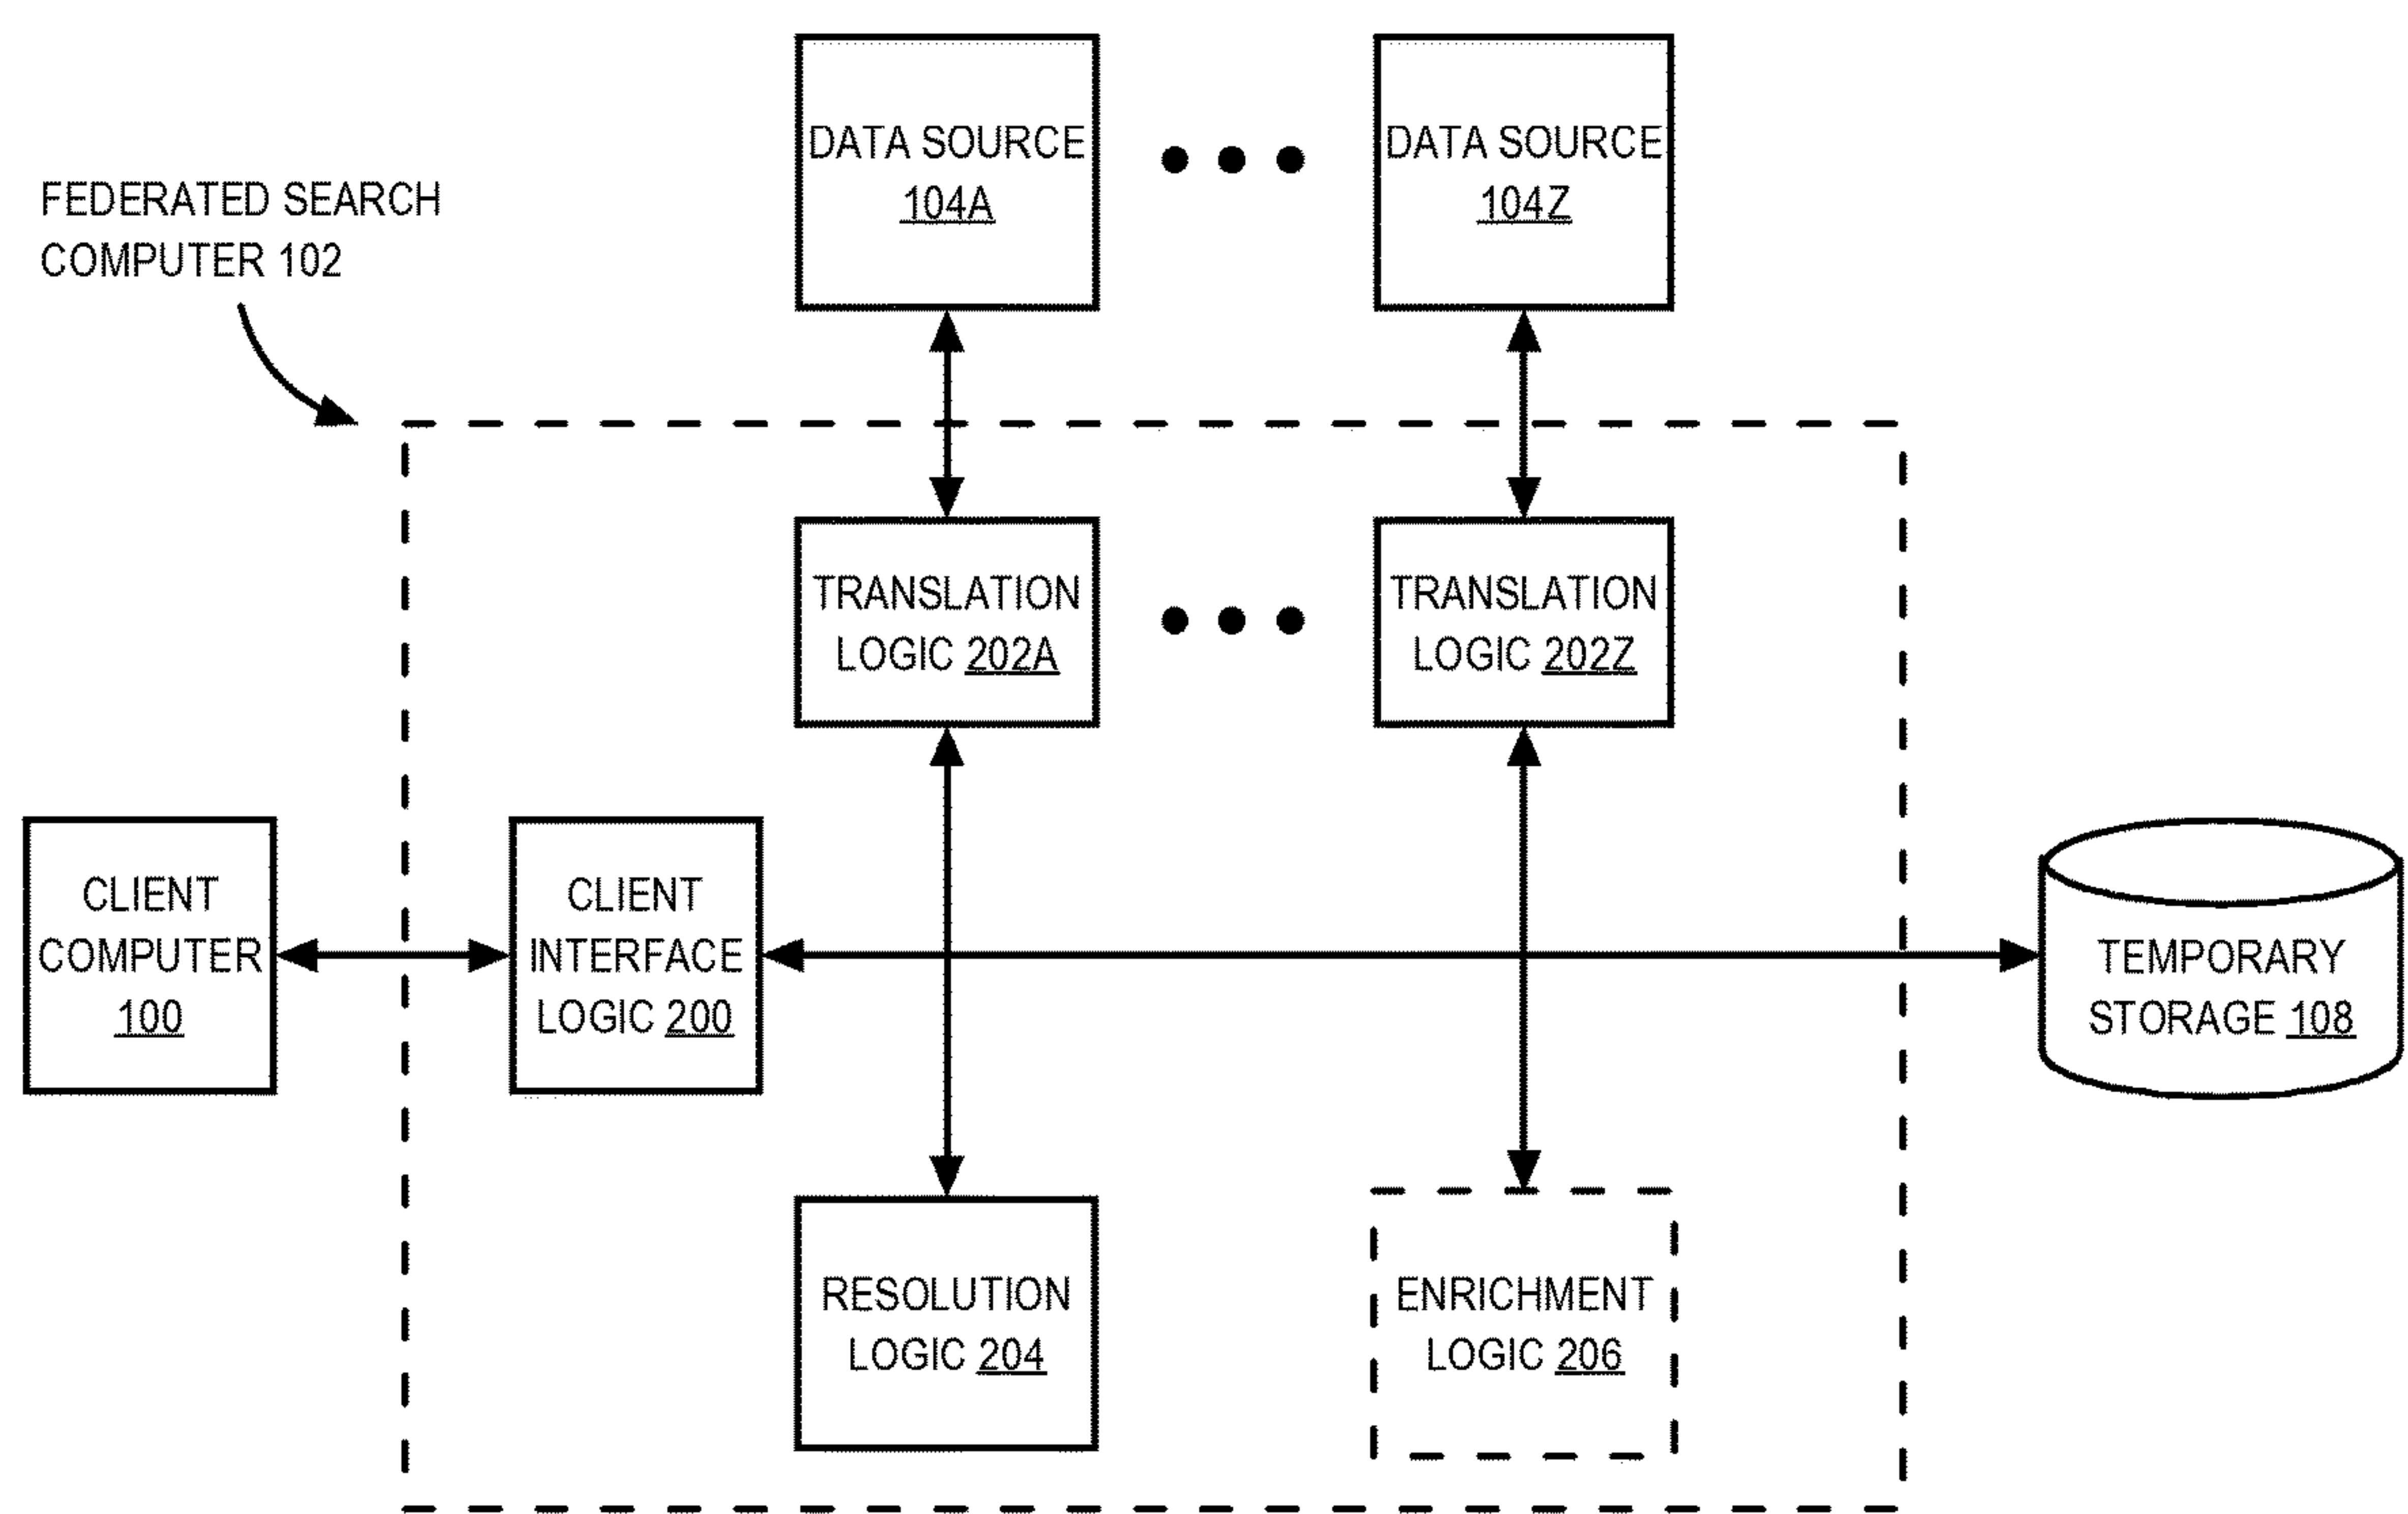 DATA SOURCE
104A
DATA SOURCE
104Z
FEDERATED SEARCH
COMPUTER 102
TRANSLATION
LOGIC 202A
TRANSLATION
LOGIC 202Z
CLIENT
COMPUTER
100
CLIENT
INTERFACE
LOGIC 200
TEMPORARY
STORAGE 108
RESOLUTION
LOGIC 204
ENRICHMENT
LOGIC 206